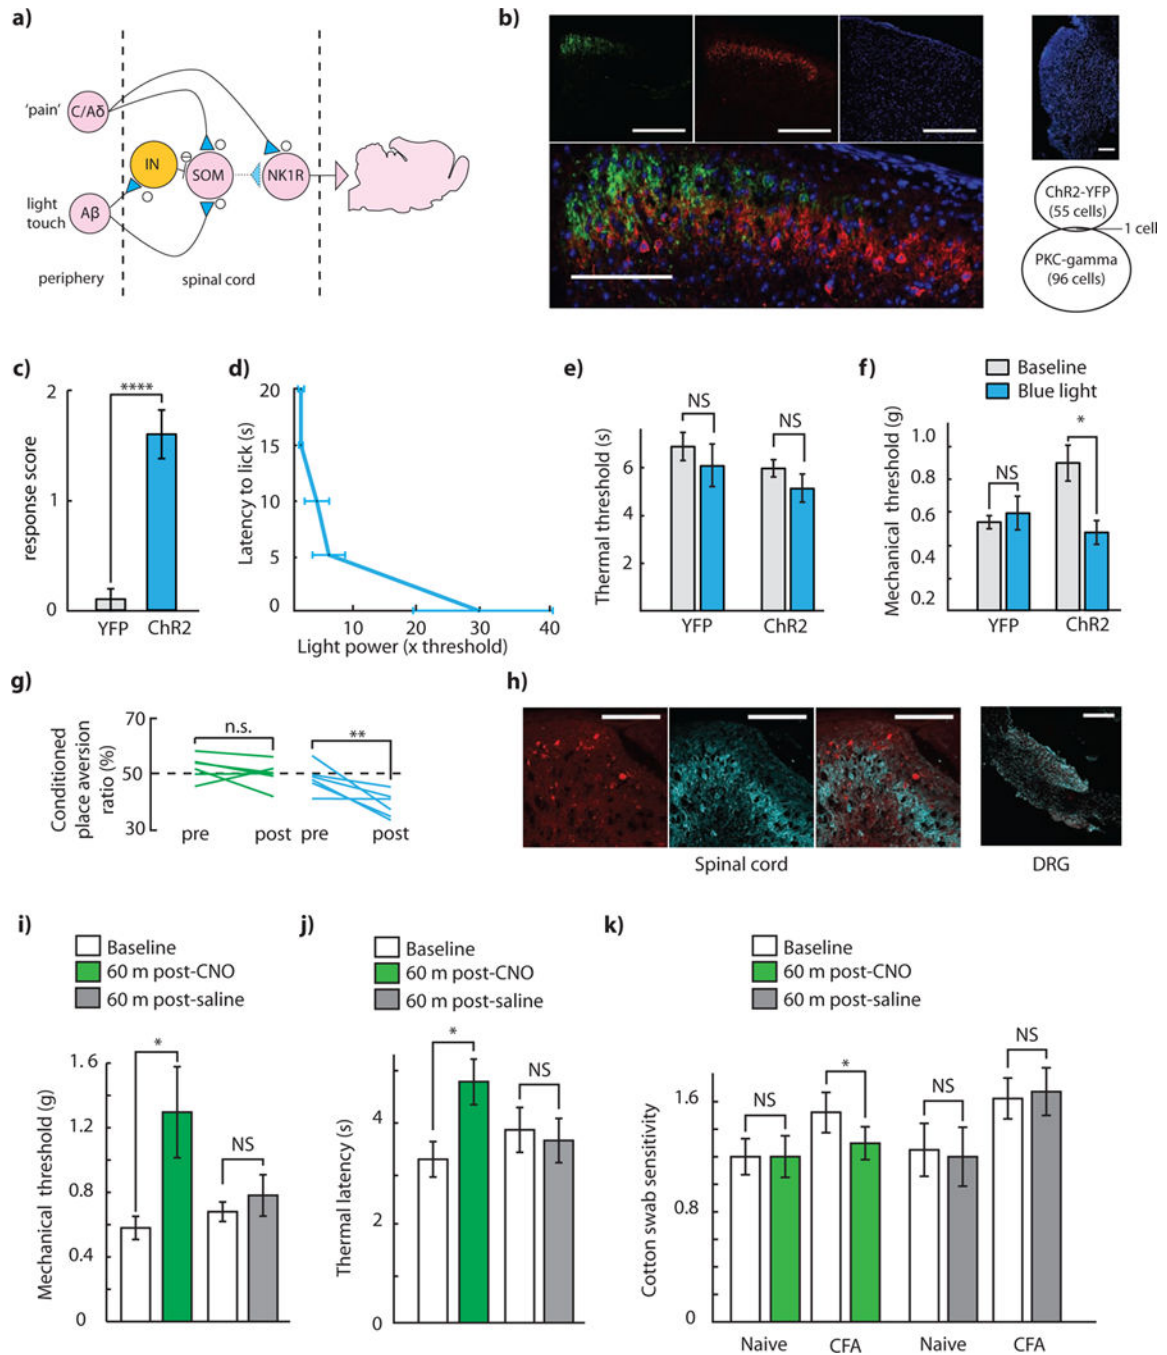 a)
'pain'
C/Aδ
IN
SOM
NK1R
light
touch
Aβ
periphery
spinal cord
b)
ChR2-YFP
(55 cells)
1 cell
PKC-gamma
(96 cells)
c)
response score
2
1
0
****
YFP
ChR2
d)
Latency to lick (s)
20
15
10
5
0
10
20
30
40
Light power (x threshold)
e)
Thermal threshold (s)
6
4
2
NS
NS
YFP
ChR2
f)
Baseline
Blue light
Mechanical threshold (g)
1.0
0.8
0.6
0.4
0.2
NS
*
YFP
ChR2
g)
Conditioned
place aversion
ratio (%)
70
50
30
n.s.
**
pre
post
pre
post
h)
Spinal cord
DRG
i)
Baseline
60 m post-CNO
60 m post-saline
Mechanical threshold (g)
1.6
1.2
0.8
0.4
0
*
NS
j)
Baseline
60 m post-CNO
60 m post-saline
Thermal latency (s)
4
2
0
*
NS
k)
Baseline
60 m post-CNO
60 m post-saline
Cotton swab sensitivity
1.6
0.8
0
NS
*
NS
NS
Naive
CFA
Naive
CFA